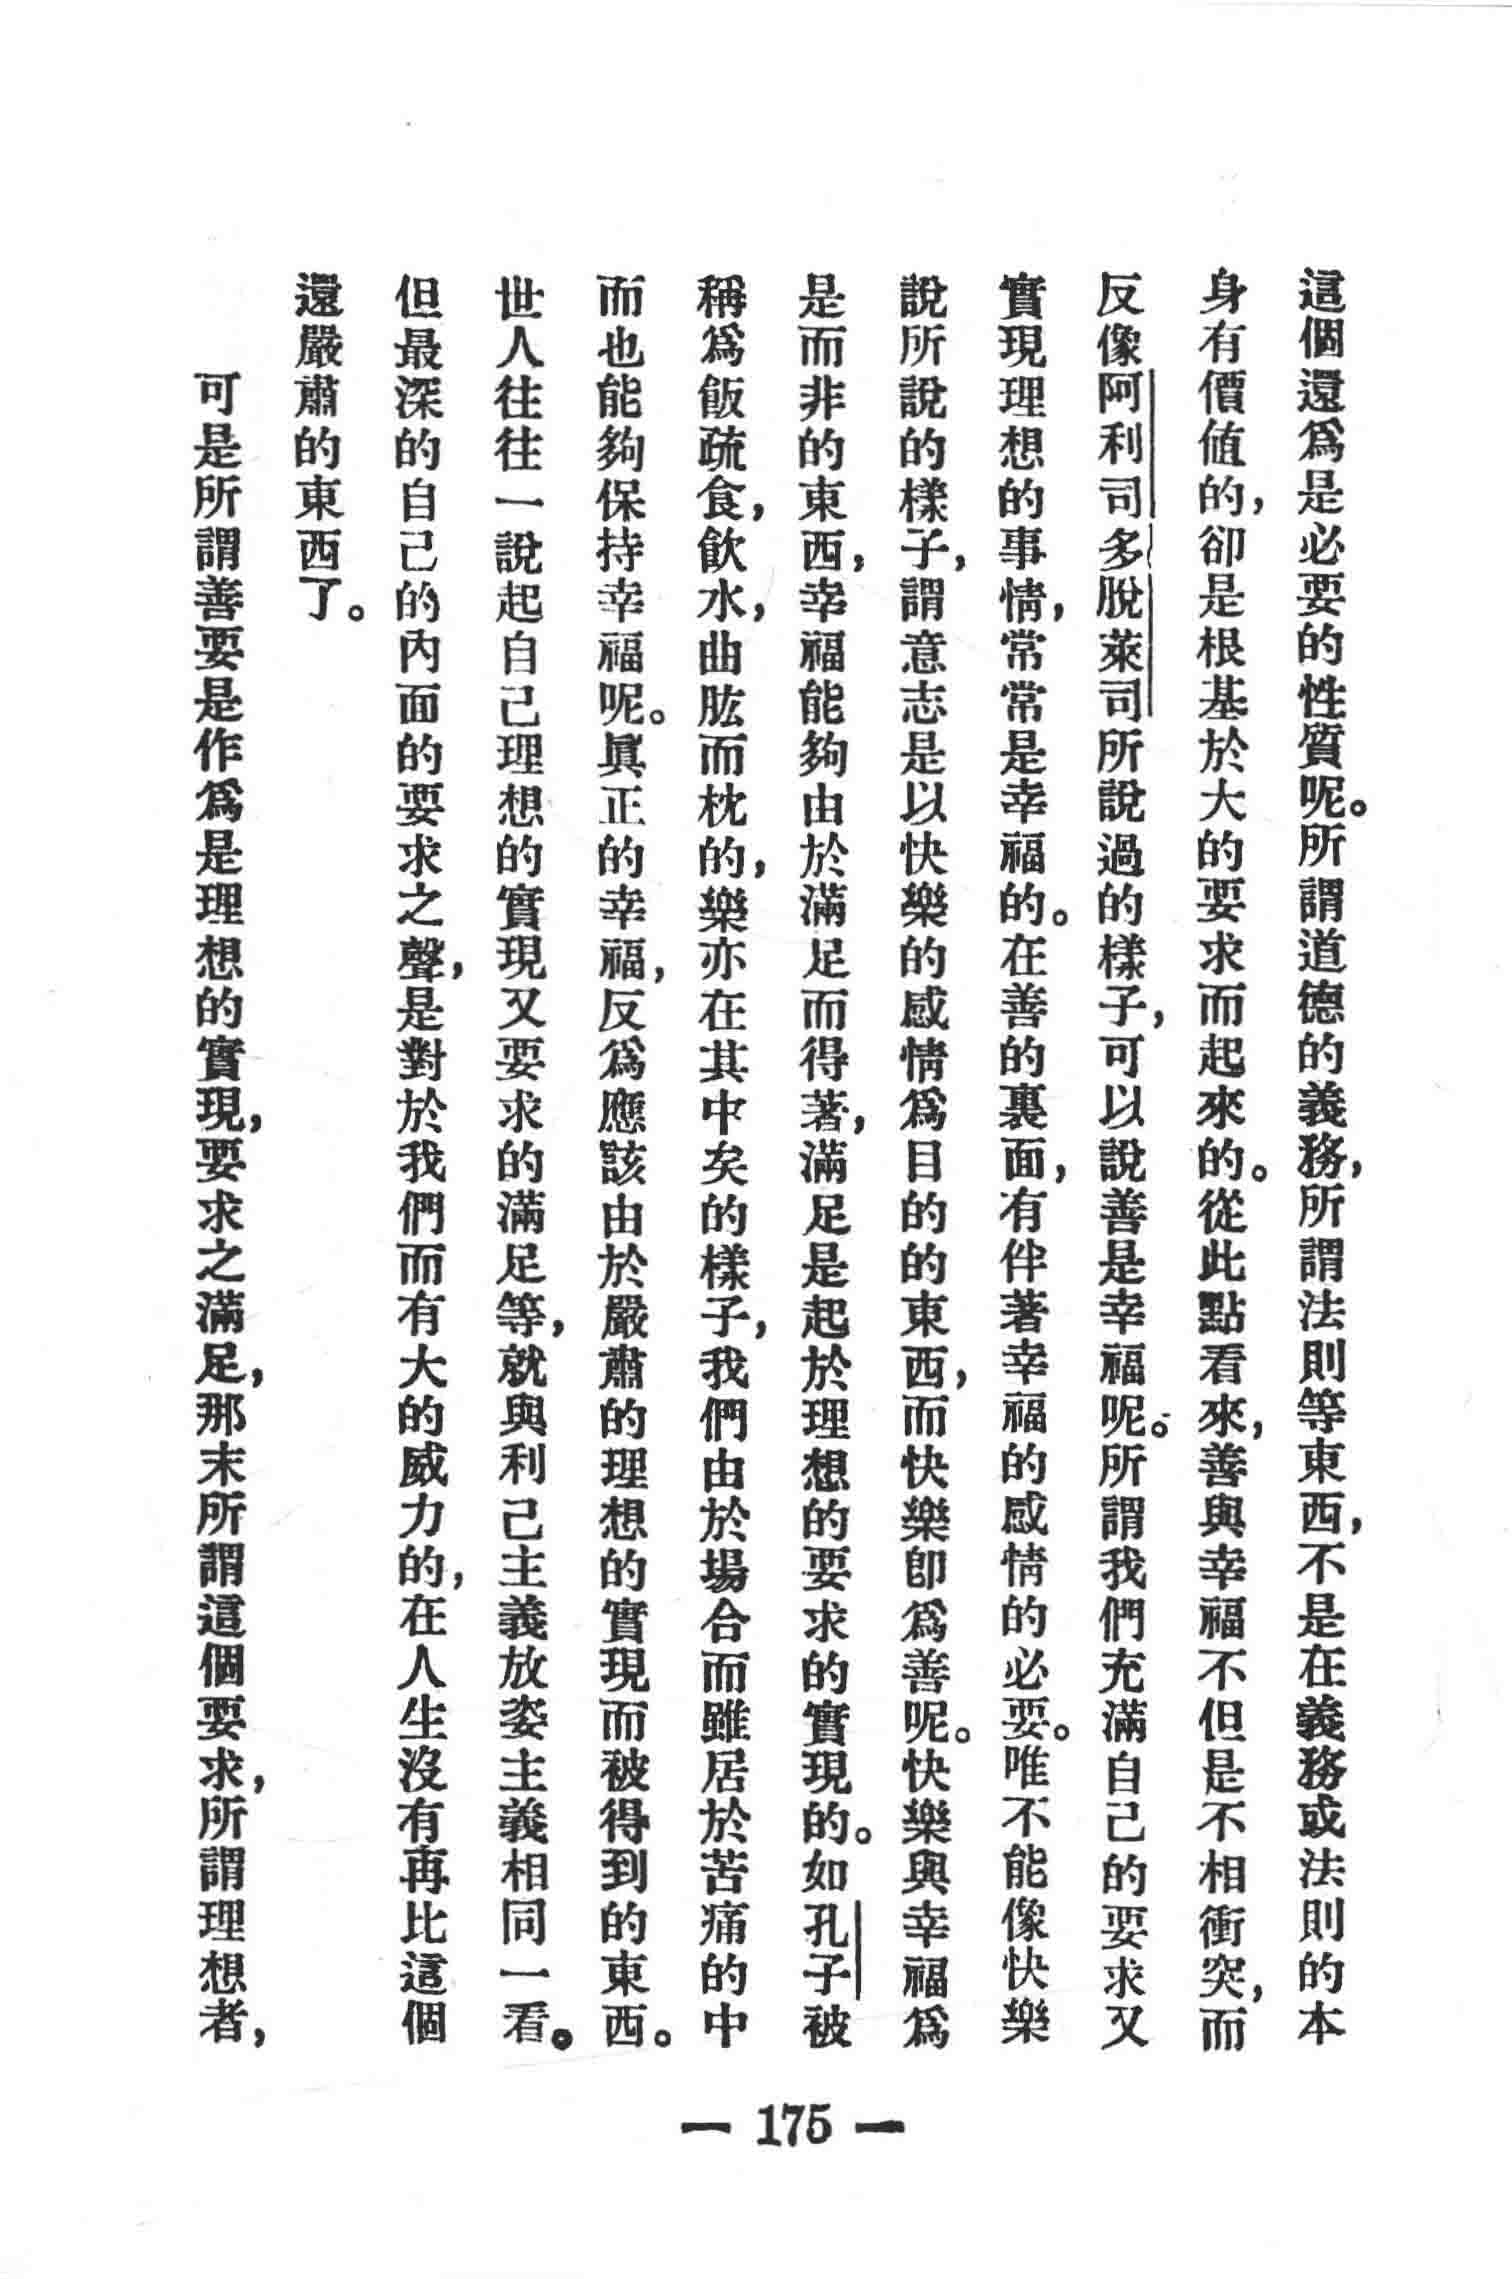 這個還爲是必要的性質呢。所謂道德的義務，所謂法則等東西，不是在義務或法則的本
身有價值的，卻是根基於大的要求而起來的。從此點看來，善與幸福不但是不相衝突，而
反像阿利司多脫萊司所說過的樣子，可以說善是幸福呢。所謂我們充滿自己的要求又
實現理想的事情，常常是幸福的。在善的裏面，有伴著幸福的感情的必要。唯不能像快樂
說所說的樣子，謂意志是以快樂的感情爲目的的東西，而快樂卽爲善呢。快樂與幸福爲
是而非的東西，幸福能夠由於滿足而得著，滿足是起於理想的要求的實現的。如孔子被
稱爲飯疏食，飲水，曲肱而枕的，樂亦在其中矣的樣子，我們由於場合而雖居於苦痛的中
而也能夠保持幸福呢。眞正的幸福，反爲應該由於嚴肅的理想的實現而被得到的東西。
世人往往一說起自己理想的實現又要求的滿足等，就與利己主義放姿主義相同一看。
但最深的自己的內面的要求之聲，是對於我們而有大的威力的，在人生沒有再比這個
還嚴肅的東西了。
可是所謂善要是作爲是理想的實現，要求之滿足，那末所謂這個要求，所謂理想者，
— 175 —